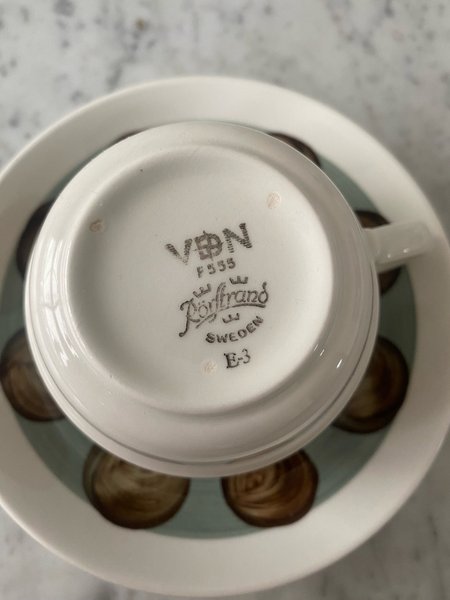 VDN
F555
Rörstrand
SWEDEN
E-3